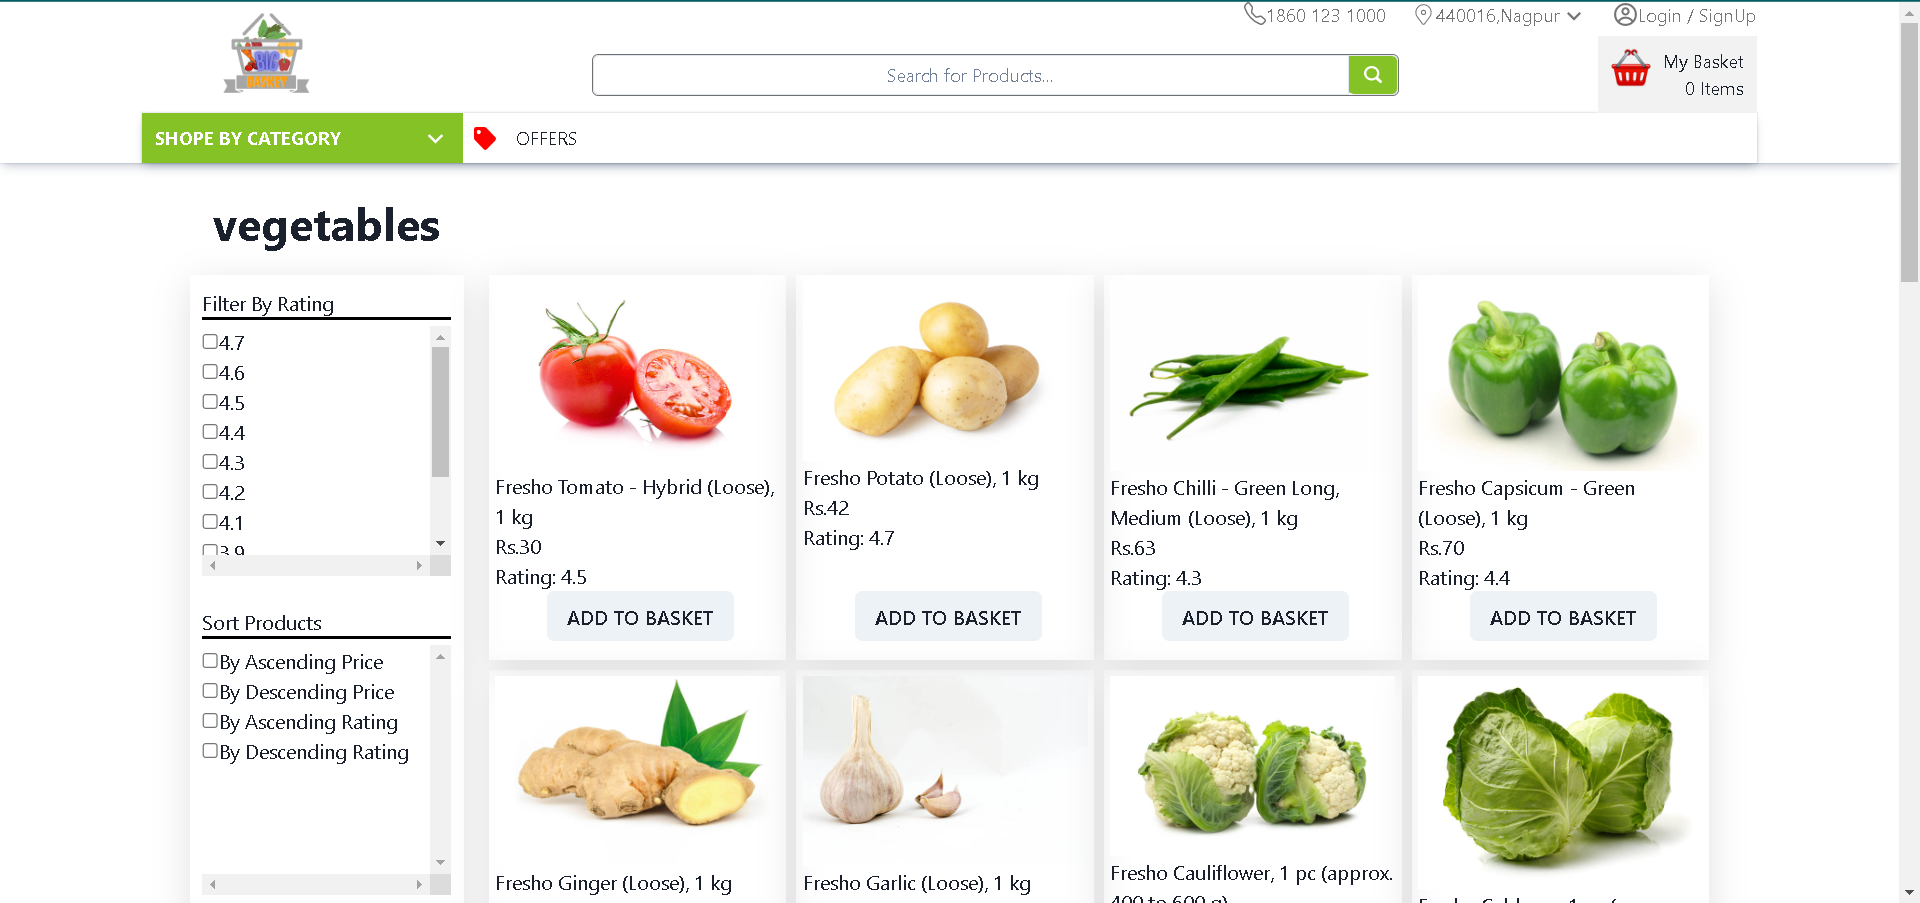 1860 123 1000
440016,Nagpur
Login / SignUp
BIG
BASKET
Search for Products...
My Basket
0 Items
SHOPE BY CATEGORY
OFFERS
vegetables
Filter By Rating
4.7
4.6
4.5
4.4
4.3
4.2
4.1
3.9
Sort Products
By Ascending Price
By Descending Price
By Ascending Rating
By Descending Rating
Fresho Tomato - Hybrid (Loose),
1 kg
Rs.30
Rating: 4.5
ADD TO BASKET
Fresho Potato (Loose), 1 kg
Rs.42
Rating: 4.7
ADD TO BASKET
Fresho Chilli - Green Long,
Medium (Loose), 1 kg
Rs.63
Rating: 4.3
ADD TO BASKET
Fresho Capsicum - Green
(Loose), 1 kg
Rs.70
Rating: 4.4
ADD TO BASKET
Fresho Ginger (Loose), 1 kg
Fresho Garlic (Loose), 1 kg
Fresho Cauliflower, 1 pc (approx.
400 to 600 g)